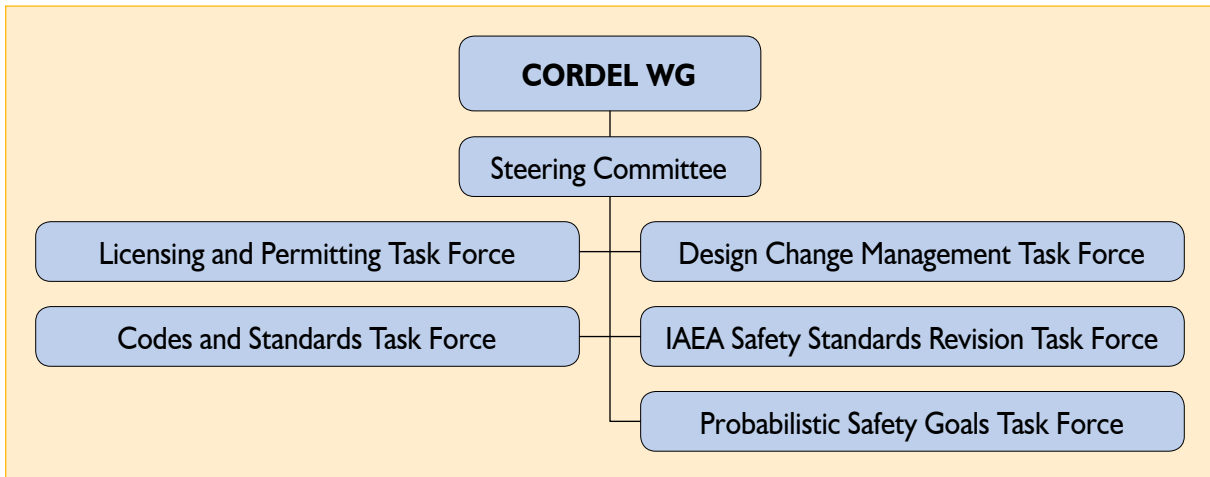 CORDEL WG
Steering Committee
Licensing and Permitting Task Force
Design Change Management Task Force
Codes and Standards Task Force
IAEA Safety Standards Revision Task Force
Probabilistic Safety Goals Task Force